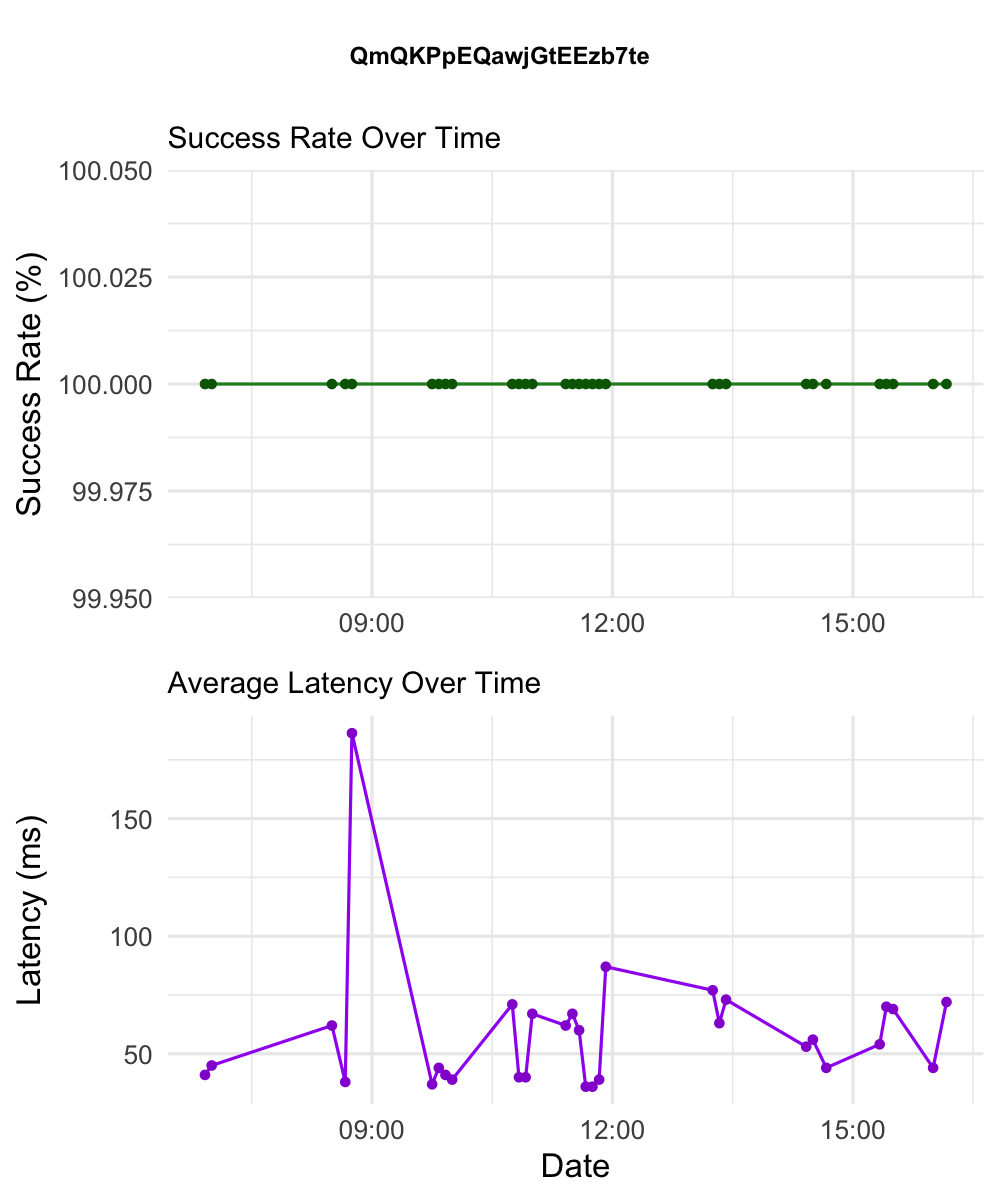 QmQKPpEQawjGtEEzb7te
Success Rate Over Time
100.050
100.025
100.000
99.975
99.950
Success Rate (%)
09:00 12:00 15:00
Average Latency Over Time
150
100
50
Latency (ms)
09:00 12:00 15:00
Date